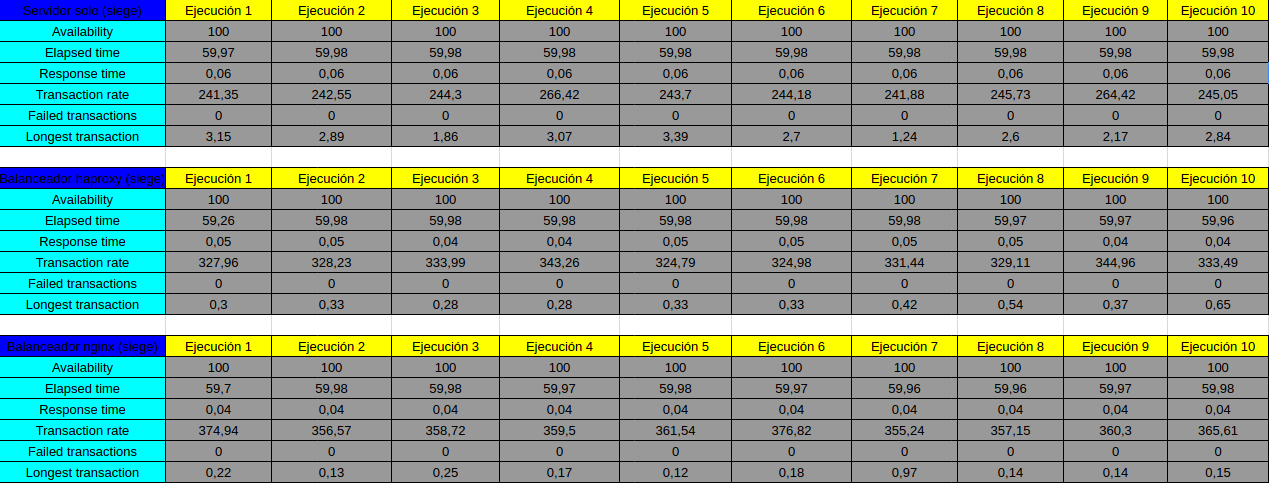 Servidor solo (siege) Ejecución 1 Ejecución 2 Ejecución 3 Ejecución 4 Ejecución 5 Ejecución 6 Ejecución 7 Ejecución 8 Ejecución 9 Ejecución 10
Availability 100 100 100 100 100 100 100 100 100 100
Elapsed time 59,97 59,98 59,98 59,98 59,98 59,98 59,98 59,98 59,98 59,98
Response time 0,06 0,06 0,06 0,06 0,06 0,06 0,06 0,06 0,06 0,06
Transaction rate 241,35 242,55 244,3 266,42 243,7 244,18 241,88 245,73 264,42 245,05
Failed transactions 0 0 0 0 0 0 0 0 0 0
Longest transaction 3,15 2,89 1,86 3,07 3,39 2,7 1,24 2,6 2,17 2,84
Balanceador haproxy (siege) Ejecución 1 Ejecución 2 Ejecución 3 Ejecución 4 Ejecución 5 Ejecución 6 Ejecución 7 Ejecución 8 Ejecución 9 Ejecución 10
Availability 100 100 100 100 100 100 100 100 100 100
Elapsed time 59,26 59,98 59,98 59,98 59,98 59,98 59,98 59,97 59,97 59,96
Response time 0,05 0,05 0,04 0,04 0,05 0,05 0,05 0,05 0,04 0,04
Transaction rate 327,96 328,23 333,99 343,26 324,79 324,98 331,44 329,11 344,96 333,49
Failed transactions 0 0 0 0 0 0 0 0 0 0
Longest transaction 0,3 0,33 0,28 0,28 0,33 0,33 0,42 0,54 0,37 0,65
Balanceador nginx (siege) Ejecución 1 Ejecución 2 Ejecución 3 Ejecución 4 Ejecución 5 Ejecución 6 Ejecución 7 Ejecución 8 Ejecución 9 Ejecución 10
Availability 100 100 100 100 100 100 100 100 100 100
Elapsed time 59,7 59,98 59,98 59,97 59,98 59,97 59,96 59,96 59,97 59,98
Response time 0,04 0,04 0,04 0,04 0,04 0,04 0,04 0,04 0,04 0,04
Transaction rate 374,94 356,57 358,72 359,5 361,54 376,82 355,24 357,15 360,3 365,61
Failed transactions 0 0 0 0 0 0 0 0 0 0
Longest transaction 0,22 0,13 0,25 0,17 0,12 0,18 0,97 0,14 0,14 0,15